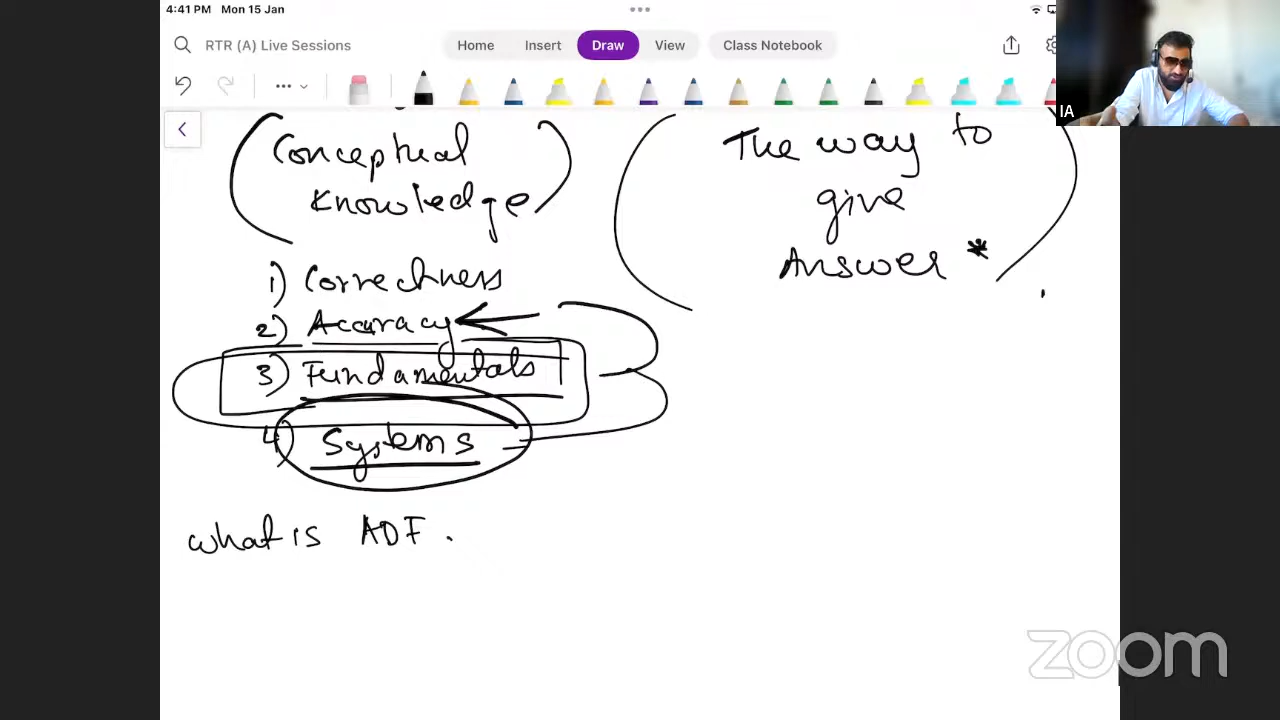 4:41 PM Mon 15 Jan
RTR (A) Live Sessions
Home Insert Draw View Class Notebook
IA
Conceptual
Knowledge
1) Correctness
2) Accuracy
3) Fundamentals
4) Systems
what is ADF.
The way to
give
Answer *
zoom